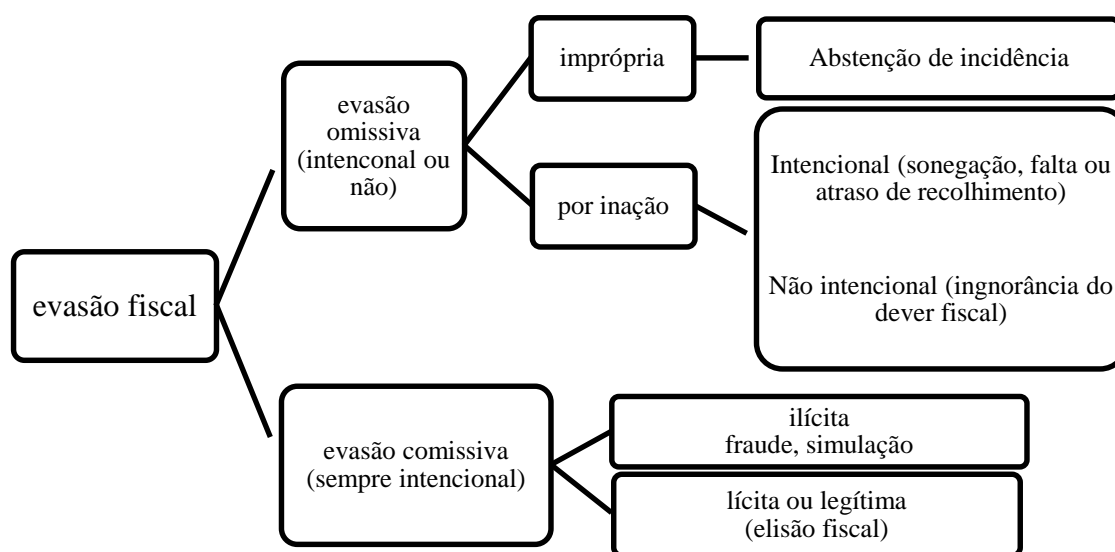 evasão fiscal
evasão
omissiva
(intenconal ou
não)
imprópria
Abstenção de incidência
por inação
Intencional (sonegação, falta ou
atraso de recolhimento)
Não intencional (ingnorância do
dever fiscal)
evasão comissiva
(sempre intencional)
ilícita
fraude, simulação
lícita ou legítima
(elisão fiscal)